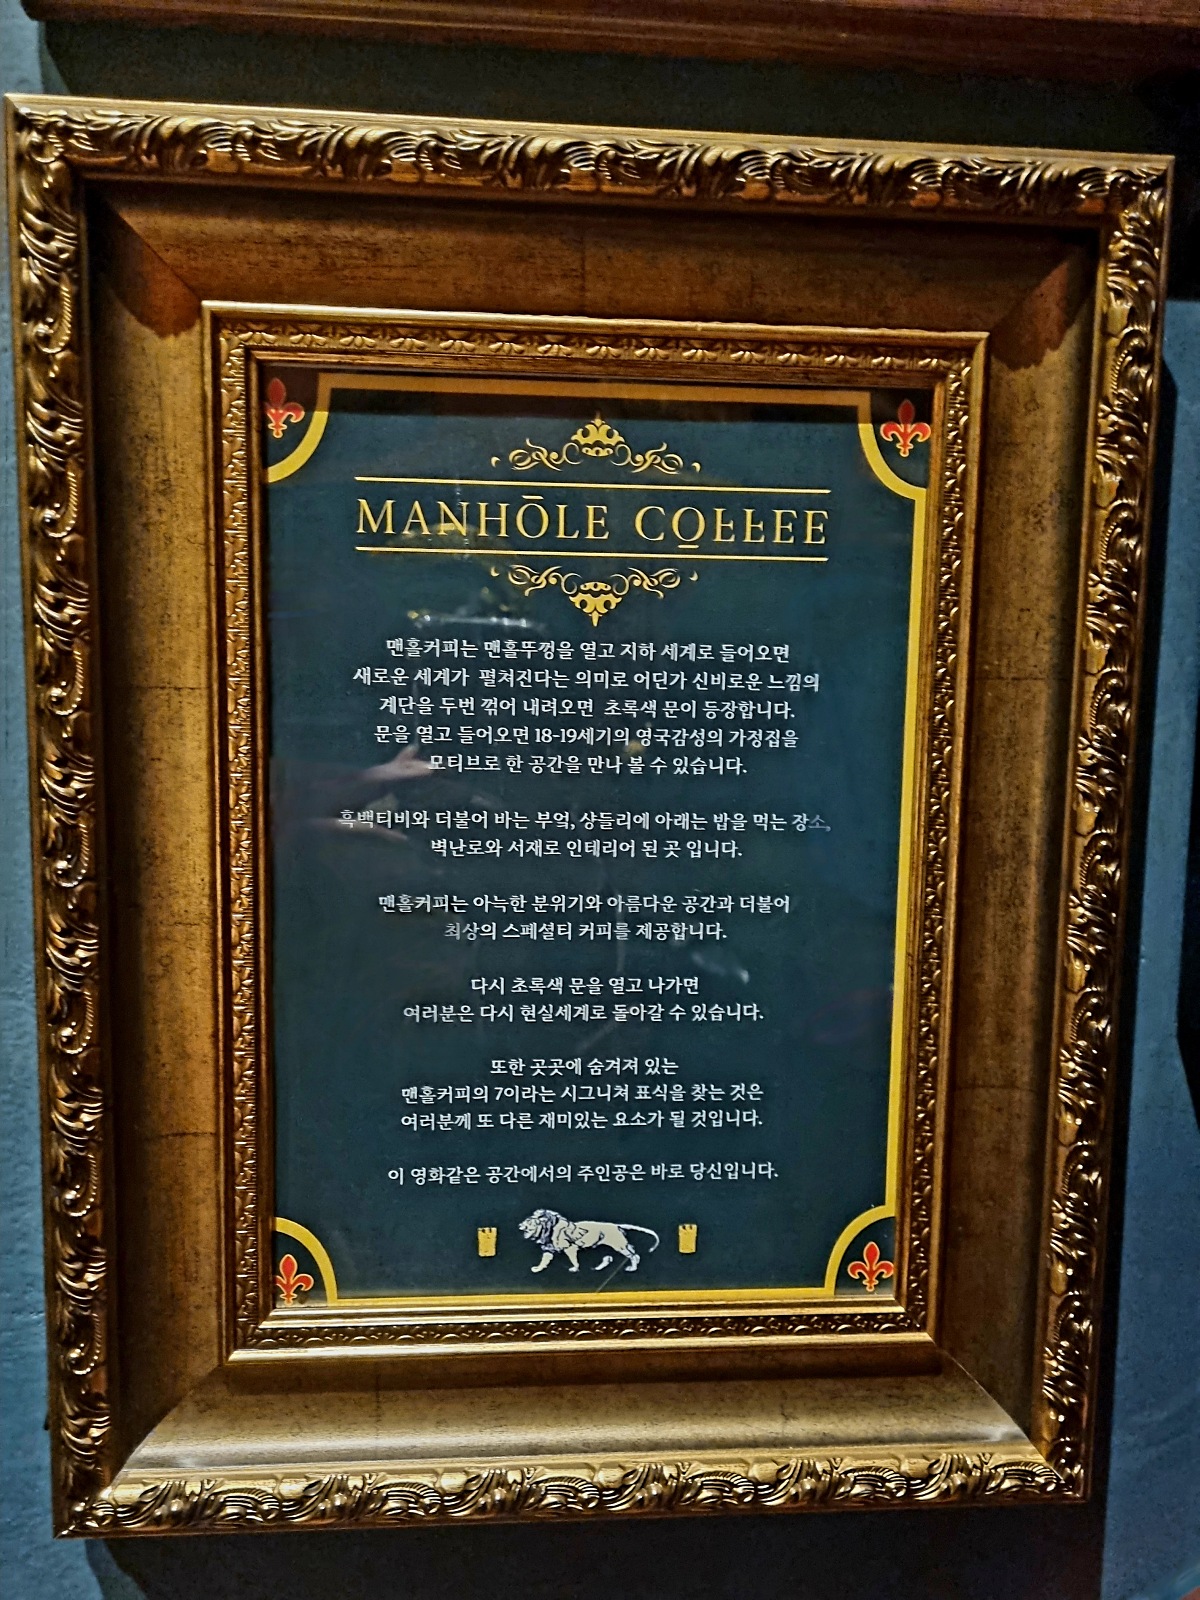 MANHŌLE COFFEE
맨홀커피는 맨홀뚜껑을 열고 지하 세계로 들어오면
새로운 세계가 펼쳐진다는 의미로 어딘가 신비로운 느낌의
계단을 두번 꺾어 내려오면 초록색 문이 등장합니다.
문을 열고 들어오면 18-19세기의 영국감성의 가정집을
모티브로 한 공간을 만나 볼 수 있습니다.
흑백티비와 더불어 바는 부엌, 샹들리에 아래는 밥을 먹는 장소,
벽난로와 서재로 인테리어 된 곳 입니다.
맨홀커피는 아늑한 분위기와 아름다운 공간과 더불어
최상의 스페셜티 커피를 제공합니다.
다시 초록색 문을 열고 나가면
여러분은 다시 현실세계로 돌아갈 수 있습니다.
또한 곳곳에 숨겨져 있는
맨홀커피의 7이라는 시그니쳐 표식을 찾는 것은
여러분께 또 다른 재미있는 요소가 될 것입니다.
이 영화같은 공간에서의 주인공은 바로 당신입니다.